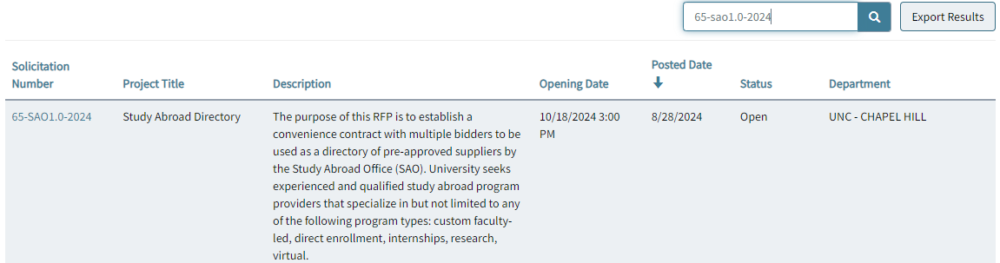 65-sao1.0-2024
Export Results
Solicitation
Number
Project Title
Description
Opening Date
Posted Date
Status
Department
65-SAO1.0-2024
Study Abroad Directory
The purpose of this RFP is to establish a
convenience contract with multiple bidders to be
used as a directory of pre-approved suppliers by
the Study Abroad Office (SAO). University seeks
experienced and qualified study abroad program
providers that specialize in but not limited to any
of the following program types: custom faculty-
led, direct enrollment, internships, research,
virtual.
10/18/2024 3:00
PM
8/28/2024
Open
UNC - CHAPEL HILL